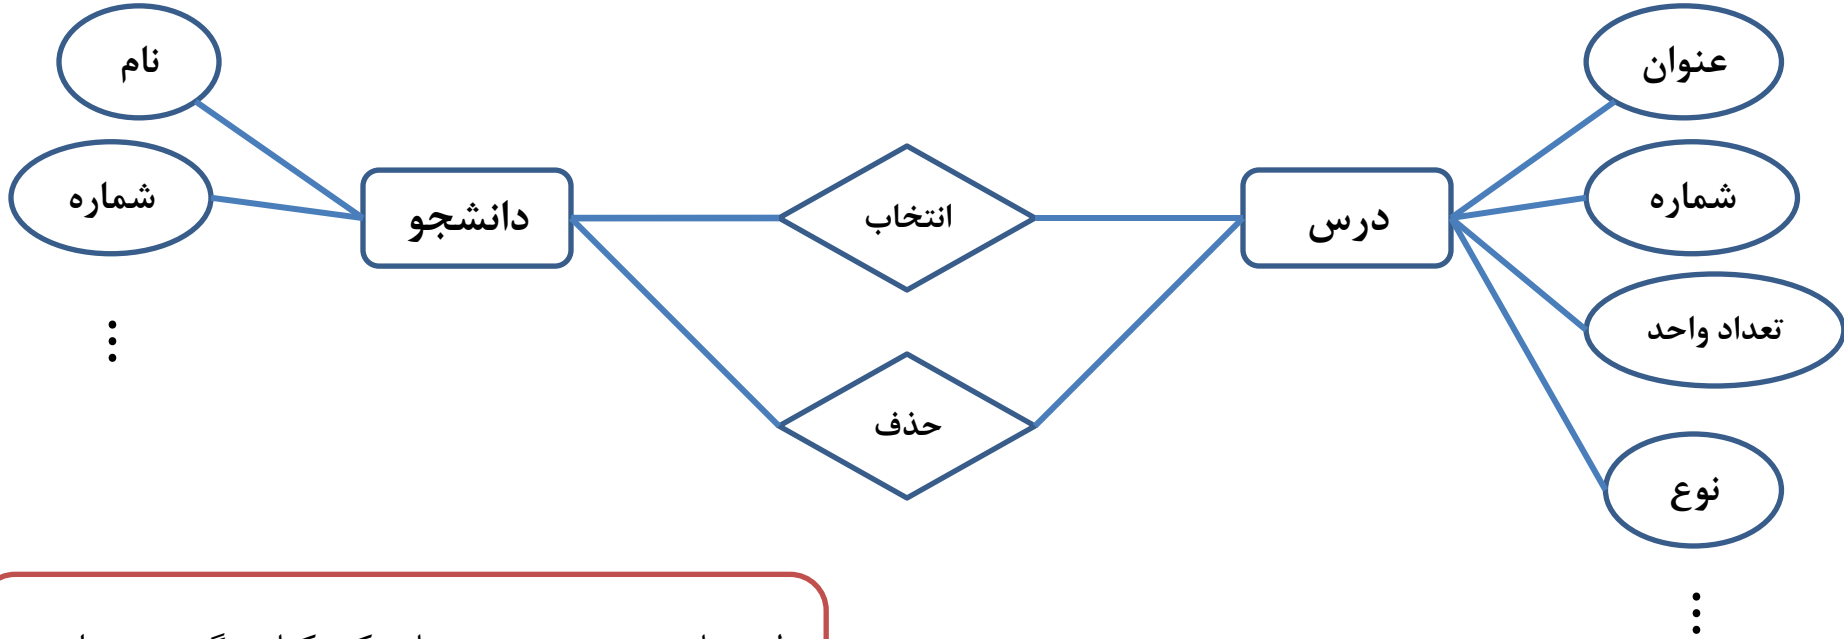 نام
عنوان
شماره
شماره
دانشجو
انتخاب
درس
تعداد واحد
حذف
نوع